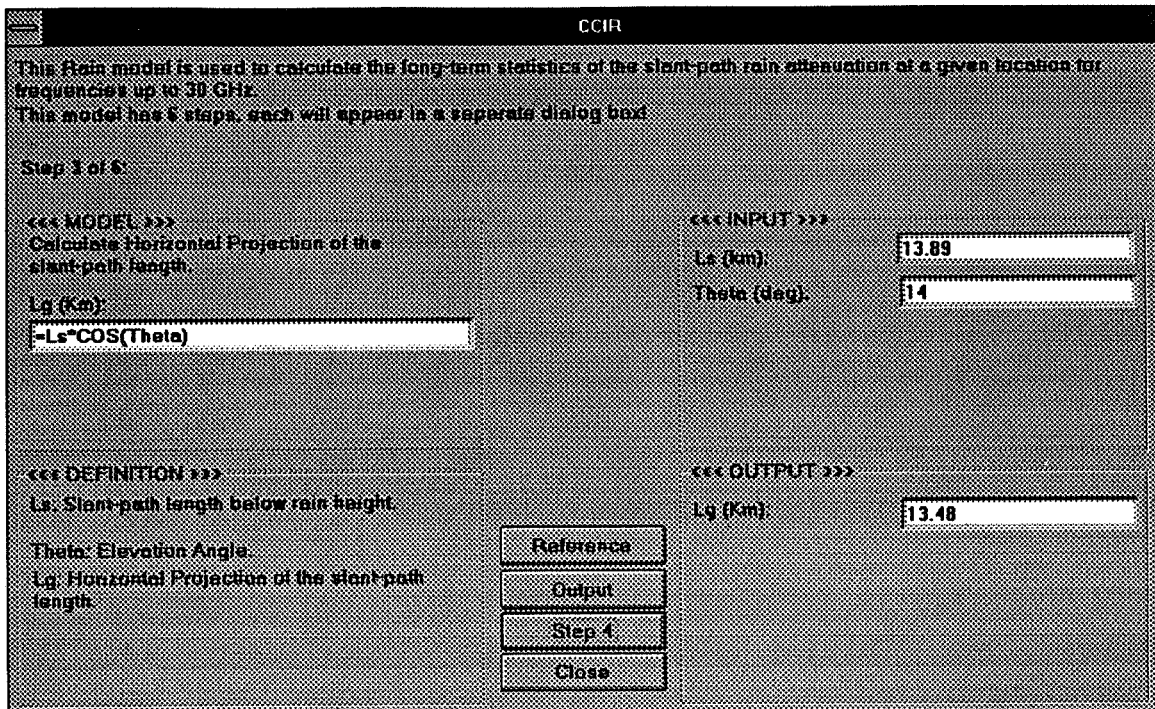 CCIR
This Rain model is used to calculate the long-term statistics of the slant-path rain attenuation at a given location for
frequencies up to 30 GHz.
This model has 6 steps, each will appear in a separate dialog box!
Step 3 of 6:
<<< MODEL >>>
Calculate Horizontal Projection of the
slant-path length.
Lg (Km):
=Ls*COS(Theta)
<<< INPUT >>>
Ls (km):
13.89
Theta (deg):
14
<<< DEFINITION >>>
Ls: Slant-path length below rain height.
Theta: Elevation Angle.
Lg: Horizontal Projection of the slant-path
length.
Reference
Output
Step 4
Close
<<< OUTPUT >>>
Lg (Km):
13.48